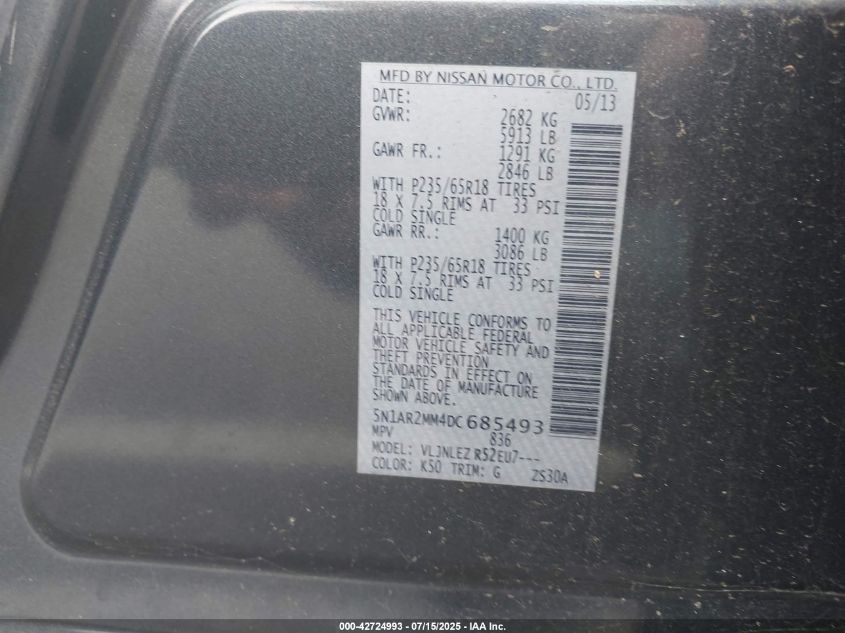 MFD BY NISSAN MOTOR CO., LTD.
DATE: 05/13
GVWR: 2682 KG
5913 LB
GAWR FR.: 1291 KG
2846 LB
WITH P235/65R18 TIRES
18 X 7.5 RIMS AT 33 PSI
COLD SINGLE
GAWR RR.: 1400 KG
3086 LB
WITH P235/65R18 TIRES
18 X 7.5 RIMS AT 33 PSI
COLD SINGLE
THIS VEHICLE CONFORMS TO
ALL APPLICABLE FEDERAL
MOTOR VEHICLE SAFETY AND
THEFT PREVENTION
STANDARDS IN EFFECT ON
THE DATE OF MANUFACTURE
SHOWN ABOVE.
5N1AR2MM4DC685493
MPV 836
MODEL: VLJNLEZ R52EU7---
COLOR: K50 TRIM: G ZS30A
000-42724993 - 07/15/2025 - IAA Inc.